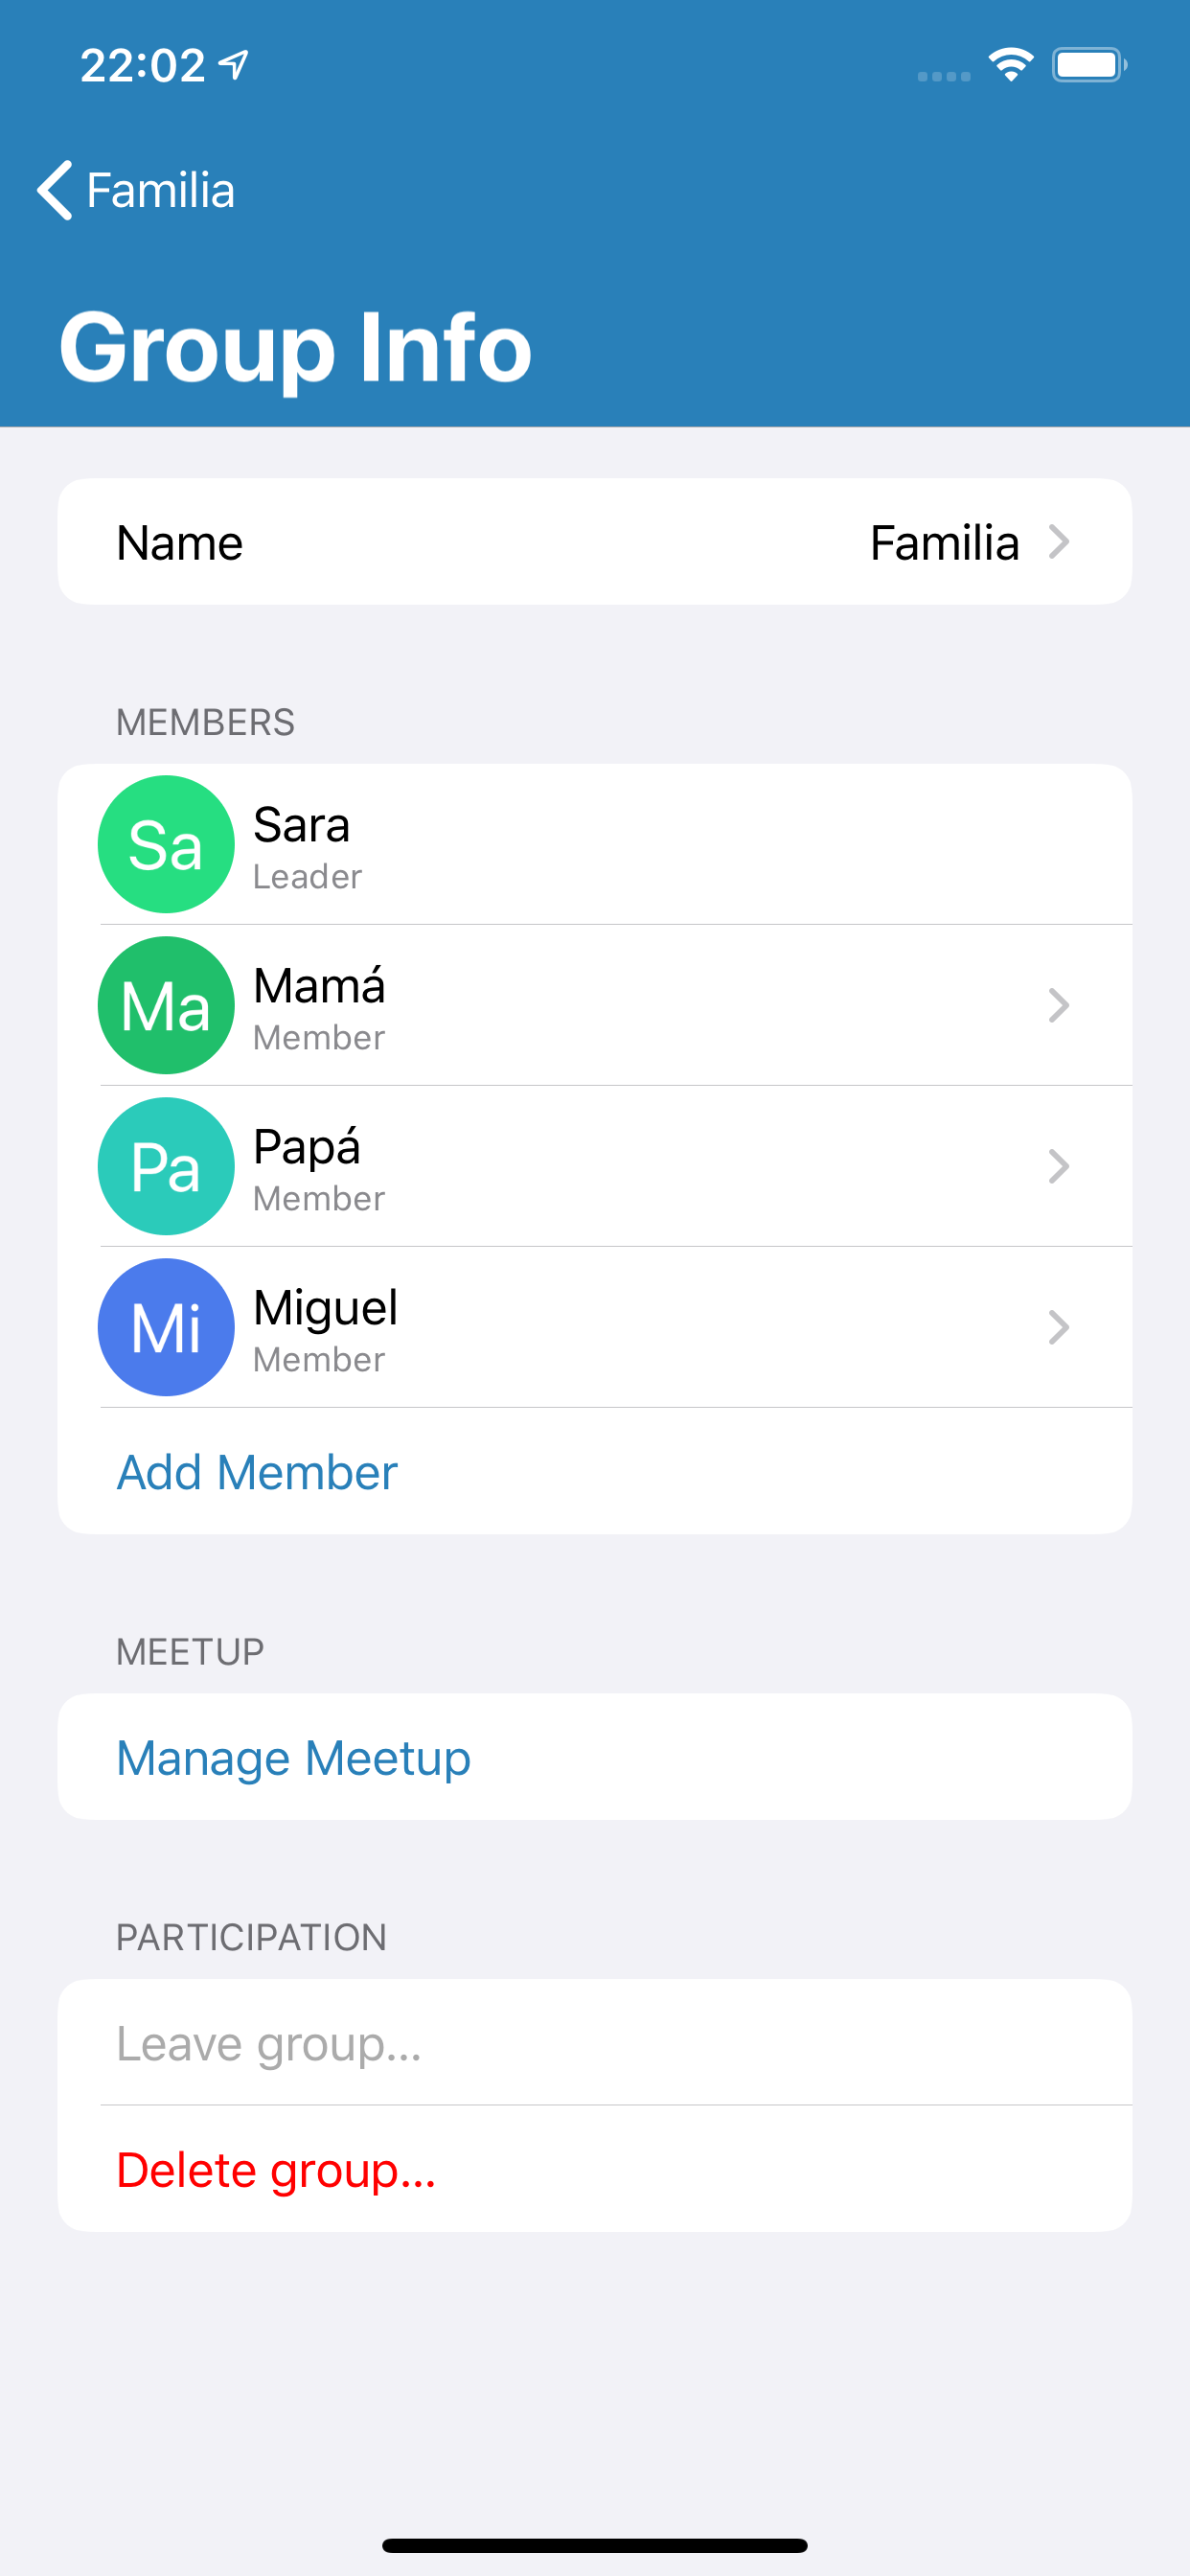 22:02
Familia
Group Info
Name Familia
MEMBERS
Sa Sara
Leader
Ma Mamá
Member
Pa Papá
Member
Mi Miguel
Member
Add Member
MEETUP
Manage Meetup
PARTICIPATION
Leave group...
Delete group...